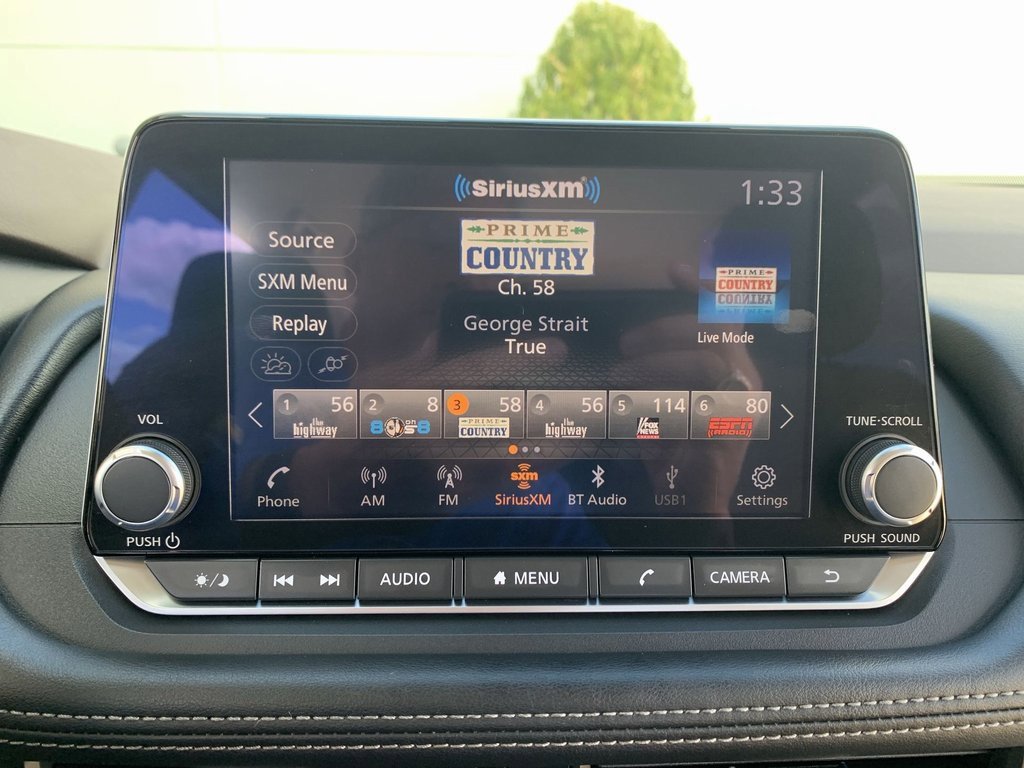 SiriusXM
1:33
Source
SXM Menu
Replay
PRIME
COUNTRY
Ch. 58
George Strait
True
PRIME
COUNTRY
Live Mode
1 56
the highway
2 8
8 on 8
3 58
PRIME
COUNTRY
4 56
the highway
5 114
FOX
NEWS
6 80
ESPN
RADIO
VOL
PUSH
TUNE·SCROLL
PUSH SOUND
Phone
AM
FM
sxm
SiriusXM
BT Audio
USB1
Settings
AUDIO
MENU
CAMERA